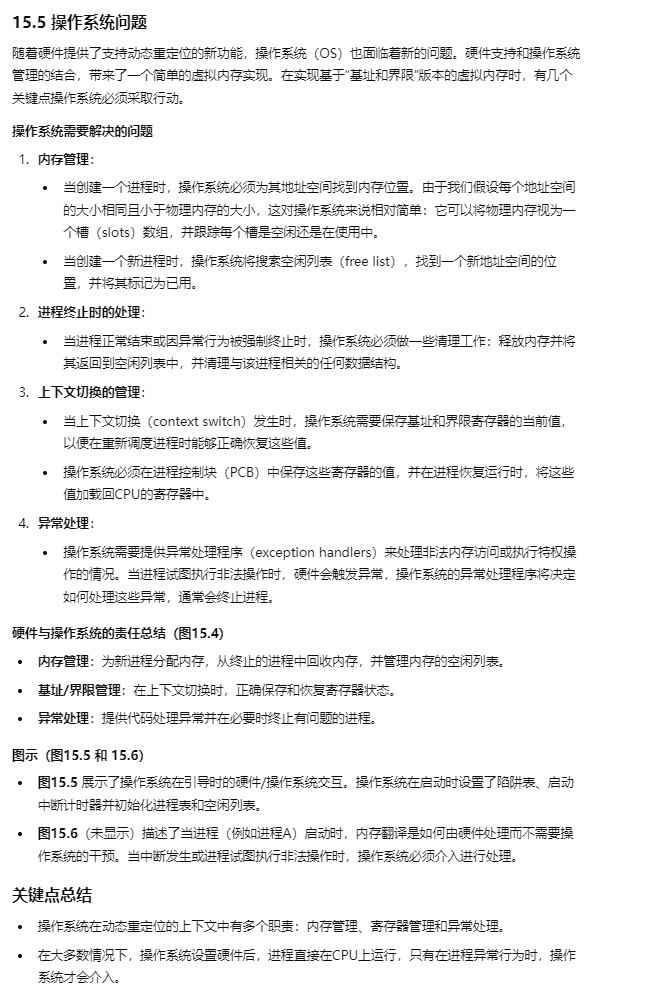 15.5 操作系统问题
随着硬件提供了支持动态重定位的新功能，操作系统（OS）也面临着新的问题。硬件支持和操作系统
管理的结合，带来了一个简单的虚拟内存实现。在实现基于“基址和界限”版本的虚拟内存时，有几个
关键点操作系统必须采取行动。
操作系统需要解决的问题
1. 内存管理：
• 当创建一个进程时，操作系统必须为其地址空间找到内存位置。由于我们假设每个地址空间
的大小相同且小于物理内存的大小，这对操作系统来说相对简单：它可以将物理内存视为一
个槽（slots）数组，并跟踪每个槽是空闲还是在使用中。
• 当创建一个新进程时，操作系统将搜索空闲列表（free list），找到一个新地址空间的位
置，并将其标记为已用。
2. 进程终止时的处理：
• 当进程正常结束或因异常行为被强制终止时，操作系统必须做一些清理工作：释放内存并将
其返回到空闲列表中，并清理与该进程相关的任何数据结构。
3. 上下文切换的管理：
• 当上下文切换（context switch）发生时，操作系统需要保存基址和界限寄存器的当前值，
以便在重新调度进程时能够正确恢复这些值。
• 操作系统必须在进程控制块（PCB）中保存这些寄存器的值，并在进程恢复运行时，将这些
值加载回CPU的寄存器中。
4. 异常处理：
• 操作系统需要提供异常处理程序（exception handlers）来处理非法内存访问或执行特权操
作的情况。当进程试图执行非法操作时，硬件会触发异常，操作系统的异常处理程序将决定
如何处理这些异常，通常会终止进程。
硬件与操作系统的责任总结（图15.4）
• 内存管理：为新进程分配内存，从终止的进程中回收内存，并管理内存的空闲列表。
• 基址/界限管理：在上下文切换时，正确保存和恢复寄存器状态。
• 异常处理：提供代码处理异常并在必要时终止有问题的进程。
图示（图15.5 和 15.6）
• 图15.5 展示了操作系统在引导时的硬件/操作系统交互。操作系统在启动时设置了陷阱表、启动
中断计时器并初始化进程表和空闲列表。
• 图15.6（未显示）描述了当进程（例如进程A）启动时，内存翻译是如何由硬件处理而不需要操
作系统的干预。当中断发生或进程试图执行非法操作时，操作系统必须介入进行处理。
关键点总结
• 操作系统在动态重定位的上下文中有多个职责：内存管理、寄存器管理和异常处理。
• 在大多数情况下，操作系统设置硬件后，进程直接在CPU上运行，只有在进程异常行为时，操作
系统才会介入。